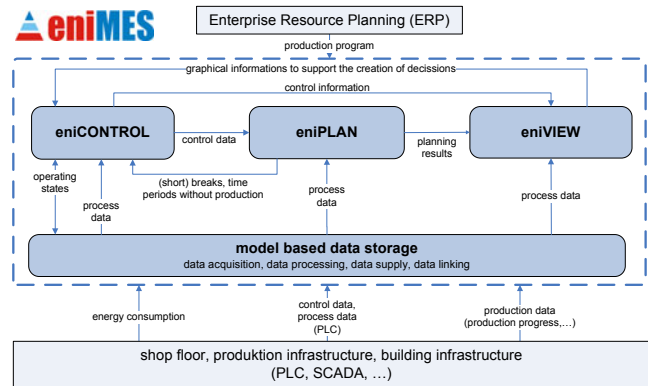 eniMES
Enterprise Resource Planning (ERP)
production program
graphical informations to support the creation of decissions
control information
eniCONTROL
control data
eniPLAN
planning
results
eniVIEW
operating
states
process
data
(short) breaks, time
periods without production
process
data
process data
model based data storage
data acquisition, data processing, data supply, data linking
energy consumption
control data,
process data
(PLC)
production data
(production progress,...)
shop floor, produktion infrastructure, building infrastructure
(PLC, SCADA, ...)